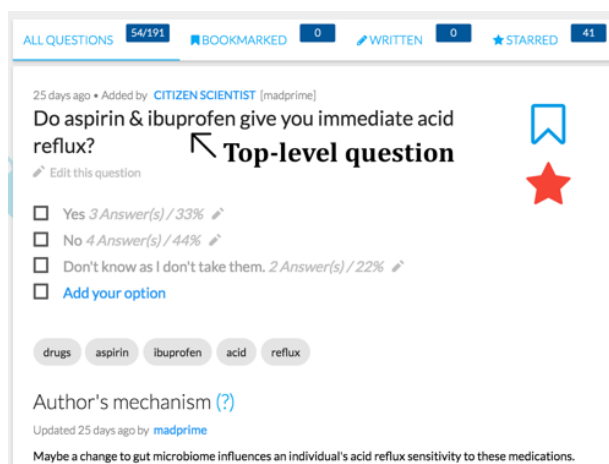 ALL QUESTIONS 54/191 BOOKMARKED 0 WRITTEN 0 STARRED 41
25 days ago • Added by CITIZEN SCIENTIST [madprime]
Do aspirin & ibuprofen give you immediate acid
reflux?
Top-level question
Edit this question
Yes 3 Answer(s) / 33%
No 4 Answer(s) / 44%
Don't know as I don't take them. 2 Answer(s) / 22%
Add your option
drugs aspirin ibuprofen acid reflux
Author's mechanism (?)
Updated 25 days ago by madprime
Maybe a change to gut microbiome influences an individual's acid reflux sensitivity to these medications.